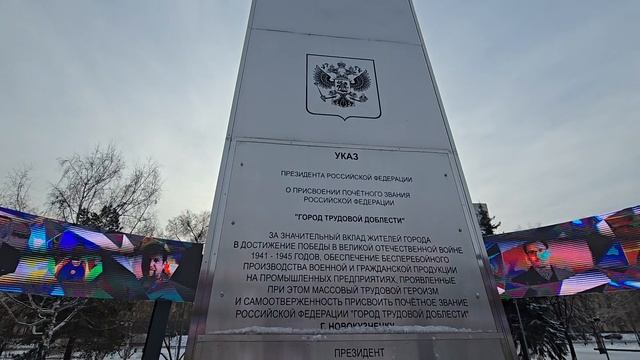 УКАЗ
ПРЕЗИДЕНТА РОССИЙСКОЙ ФЕДЕРАЦИИ
О ПРИСВОЕНИИ ПОЧЁТНОГО ЗВАНИЯ
РОССИЙСКОЙ ФЕДЕРАЦИИ
"ГОРОД ТРУДОВОЙ ДОБЛЕСТИ"
ЗА ЗНАЧИТЕЛЬНЫЙ ВКЛАД ЖИТЕЛЕЙ ГОРОДА
В ДОСТИЖЕНИЕ ПОБЕДЫ В ВЕЛИКОЙ ОТЕЧЕСТВЕННОЙ ВОЙНЕ
1941 - 1945 ГОДОВ, ОБЕСПЕЧЕНИЕ БЕСПЕРЕБОЙНОГО
ПРОИЗВОДСТВА ВОЕННОЙ И ГРАЖДАНСКОЙ ПРОДУКЦИИ
НА ПРОМЫШЛЕННЫХ ПРЕДПРИЯТИЯХ, ПРОЯВЛЕННЫЕ
ПРИ ЭТОМ МАССОВЫЙ ТРУДОВОЙ ГЕРОИЗМ
И САМООТВЕРЖЕННОСТЬ ПРИСВОИТЬ ПОЧЁТНОЕ ЗВАНИЕ
РОССИЙСКОЙ ФЕДЕРАЦИИ "ГОРОД ТРУДОВОЙ ДОБЛЕСТИ"
Г. НОВОКУЗНЕЦКУ
ПРЕЗИДЕНТ